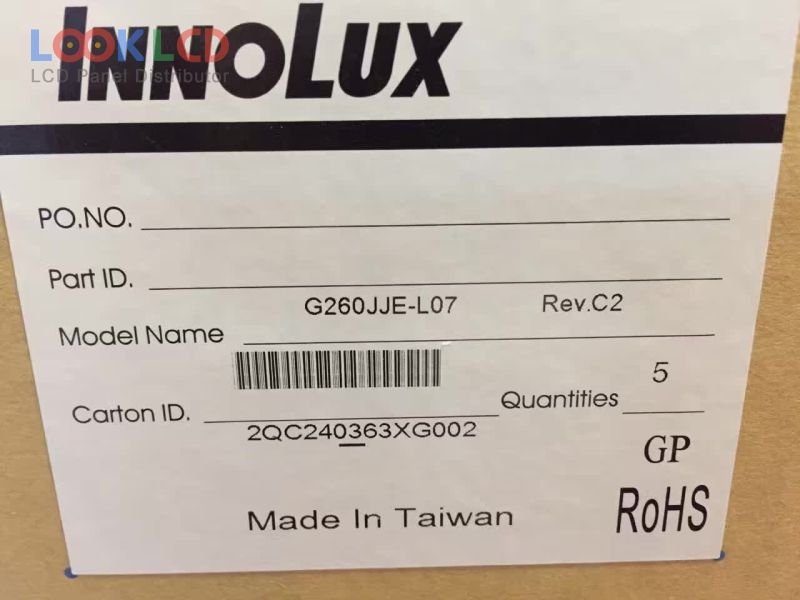 INNOLUX
LOOKLCD
LCD Panel Distributor
PO.NO.
Part ID.
G260JJE-L07 Rev.C2
Model Name
5
Carton ID. Quantities
2QC240363XG002
GP
Made In Taiwan RoHS